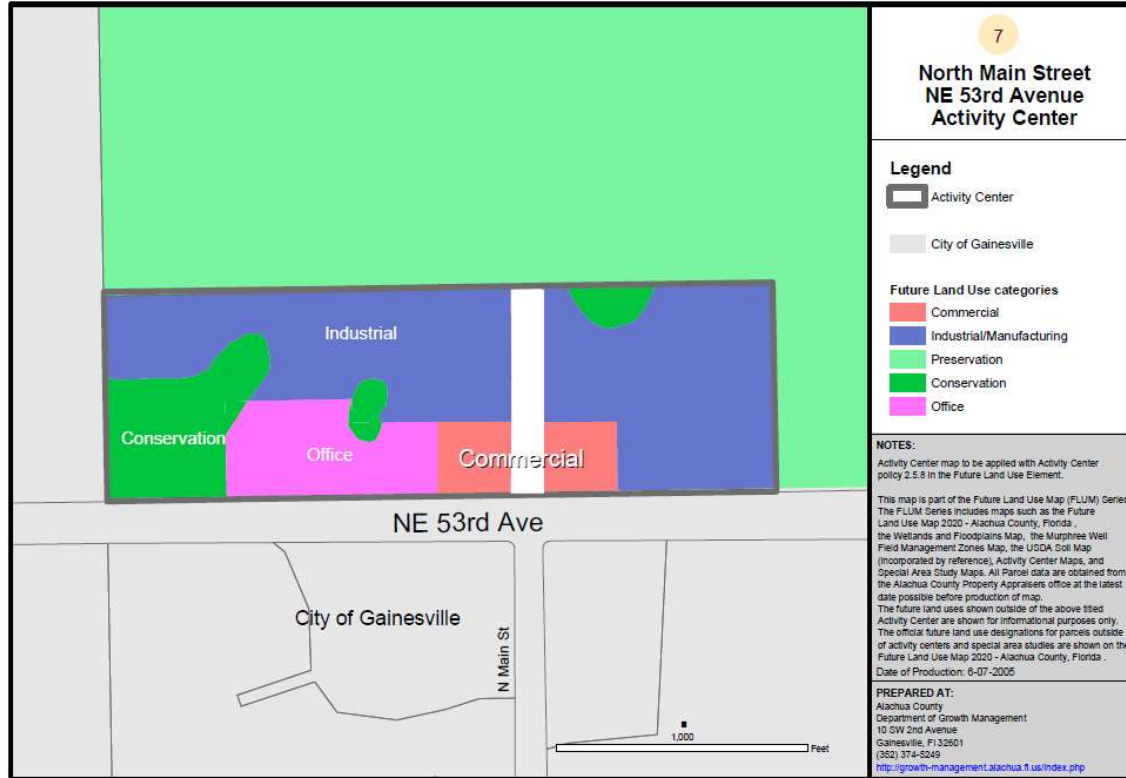 7
North Main Street
NE 53rd Avenue
Activity Center
Legend
Activity Center
City of Gainesville
Future Land Use categories
Commercial
Industrial/Manufacturing
Preservation
Conservation
Office
NOTES:
Activity Center map to be applied with Activity Center
policy 2.5.8 in the Future Land Use Element.
This map is part of the Future Land Use Map (FLUM) Series
The FLUM Series includes maps such as the Future
Land Use Map 2020 - Alachua County, Florida ,
the Wetlands and Floodplains Map, the Murphree Well
Field Management Zones Map, the USDA Soil Map
(incorporated by reference), Activity Center Maps, and
Special Area Study Maps. All Parcel data are obtained from
the Alachua County Property Appraisers office at the latest
date possible before production of map.
The future land uses shown outside of the above titled
Activity Center are shown for informational purposes only.
The official future land use designations for parcels outside
of activity centers and special area studies are shown on the
Future Land Use Map 2020 - Alachua County, Florida .
Date of Production: 6-07-2005
PREPARED AT:
Alachua County
Department of Growth Management
10 SW 2nd Avenue
Gainesville, Fl 32601
(352) 374-5249
http://growth-management.alachua.fl.us/index.php
Industrial
Conservation
Office
Commercial
NE 53rd Ave
City of Gainesville
N Main St
1,000
Feet